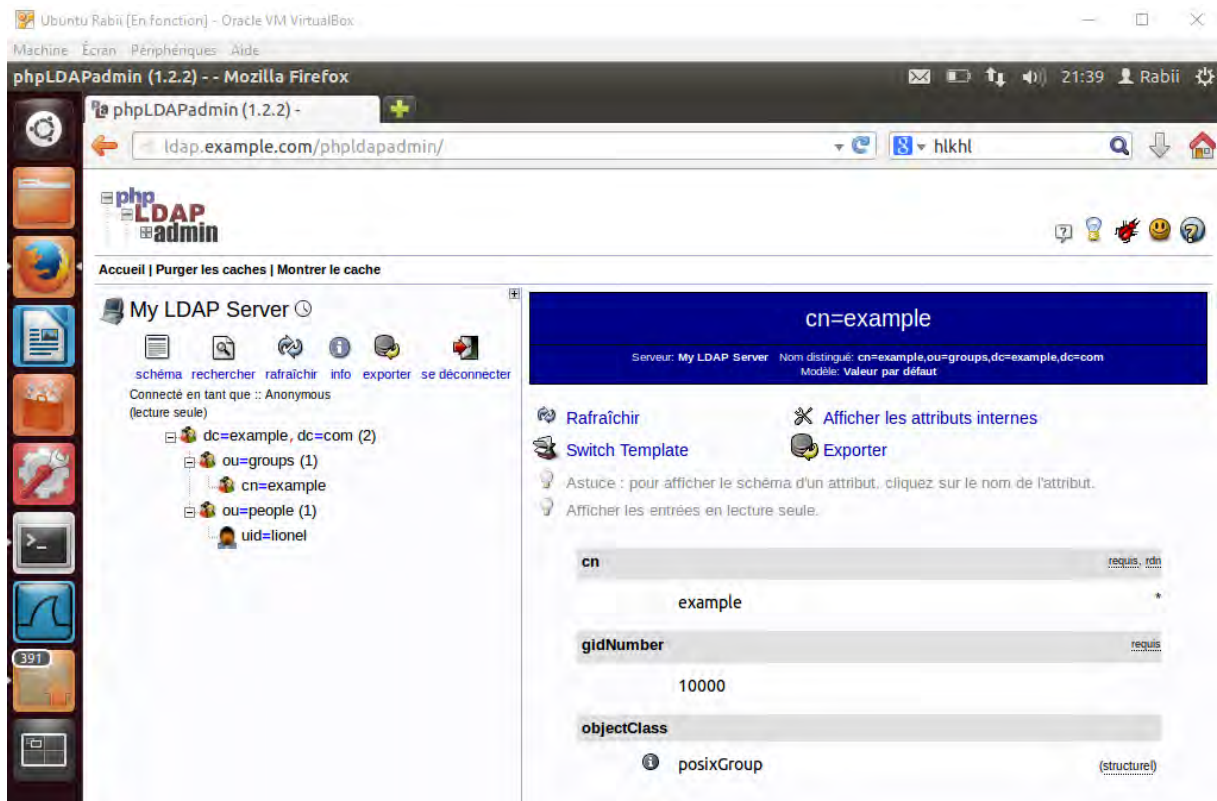 Ubuntu Rabii [En fonction] - Oracle VM VirtualBox
Machine Écran Périphériques Aide
phpLDAPadmin (1.2.2) - - Mozilla Firefox 21:39 Rabii
phpLDAPadmin (1.2.2) -
ldap.example.com/phpldapadmin/ hlkhl
php
LDAP
admin
Accueil | Purger les caches | Montrer le cache
My LDAP Server
schéma rechercher rafraîchir info exporter se déconnecter
Connecté en tant que :: Anonymous
(lecture seule)
dc=example, dc=com (2)
ou=groups (1)
cn=example
ou=people (1)
uid=lionel
cn=example
Serveur: My LDAP Server Nom distingué: cn=example,ou=groups,dc=example,dc=com
Modèle: Valeur par défaut
Rafraîchir Afficher les attributs internes
Switch Template Exporter
Astuce : pour afficher le schéma d'un attribut, cliquez sur le nom de l'attribut.
Afficher les entrées en lecture seule.
cn requis, rdn
example *
gidNumber requis
10000
objectClass
posixGroup (structurel)
391